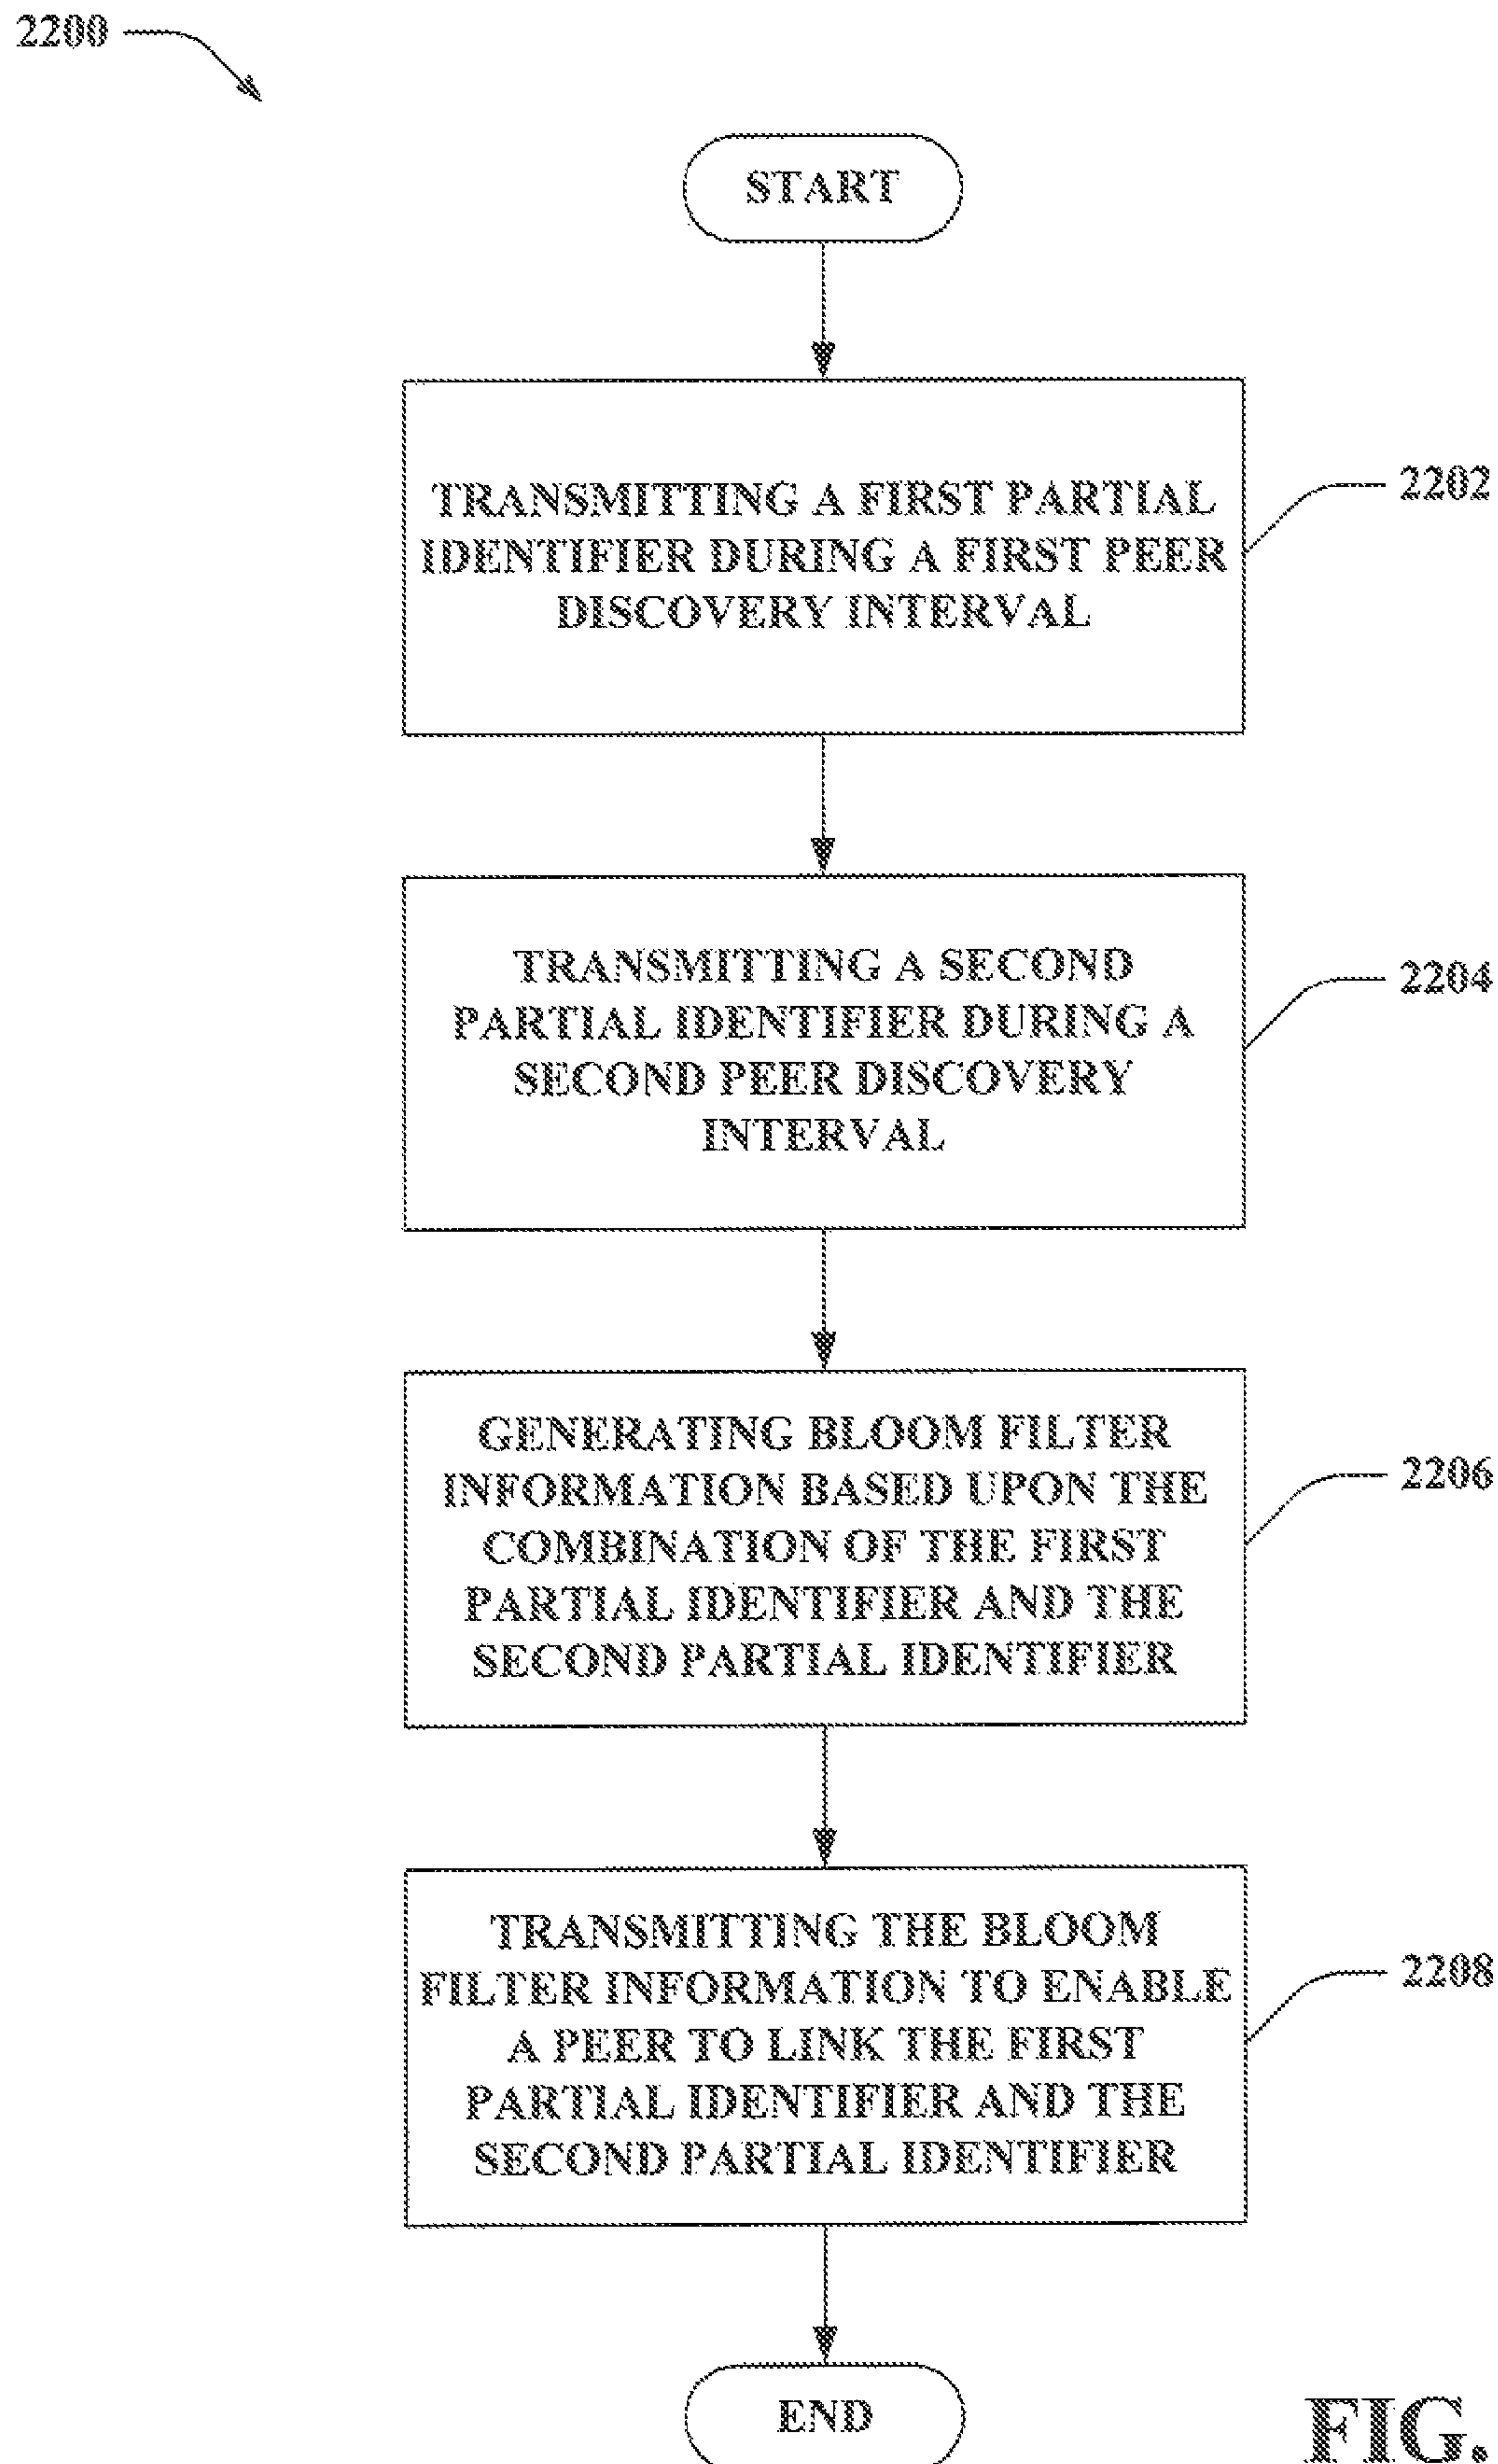 2200
START
TRANSMITTING A FIRST PARTIAL
IDENTIFIER DURING A FIRST PEER
DISCOVERY INTERVAL
2202
TRANSMITTING A SECOND
PARTIAL IDENTIFIER DURING A
SECOND PEER DISCOVERY
INTERVAL
2204
GENERATING BLOOM FILTER
INFORMATION BASED UPON THE
COMBINATION OF THE FIRST
PARTIAL IDENTIFIER AND THE
SECOND PARTIAL IDENTIFIER
2206
TRANSMITTING THE BLOOM
FILTER INFORMATION TO ENABLE
A PEER TO LINK THE FIRST
PARTIAL IDENTIFIER AND THE
SECOND PARTIAL IDENTIFIER
2208
END
FIG.